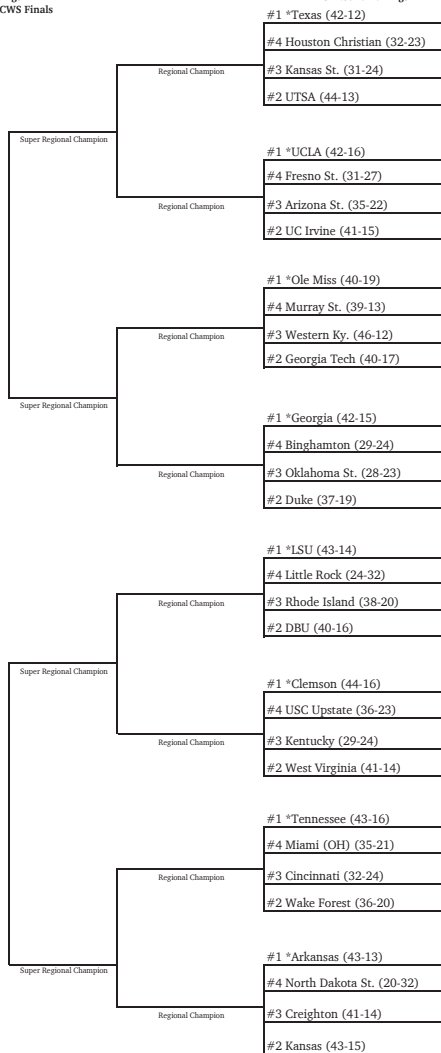 CWS Finals
#1 *Texas (42-12)
#4 Houston Christian (32-23)
Regional Champion
#3 Kansas St. (31-24)
#2 UTSA (44-13)
Super Regional Champion
#1 *UCLA (42-16)
#4 Fresno St. (31-27)
Regional Champion
#3 Arizona St. (35-22)
#2 UC Irvine (41-15)
#1 *Ole Miss (40-19)
#4 Murray St. (39-13)
Regional Champion
#3 Western Ky. (46-12)
#2 Georgia Tech (40-17)
Super Regional Champion
#1 *Georgia (42-15)
#4 Binghamton (29-24)
Regional Champion
#3 Oklahoma St. (28-23)
#2 Duke (37-19)
#1 *LSU (43-14)
#4 Little Rock (24-32)
Regional Champion
#3 Rhode Island (38-20)
#2 DBU (40-16)
Super Regional Champion
#1 *Clemson (44-16)
#4 USC Upstate (36-23)
Regional Champion
#3 Kentucky (29-24)
#2 West Virginia (41-14)
#1 *Tennessee (43-16)
#4 Miami (OH) (35-21)
Regional Champion
#3 Cincinnati (32-24)
#2 Wake Forest (36-20)
Super Regional Champion
#1 *Arkansas (43-13)
#4 North Dakota St. (20-32)
Regional Champion
#3 Creighton (41-14)
#2 Kansas (43-15)